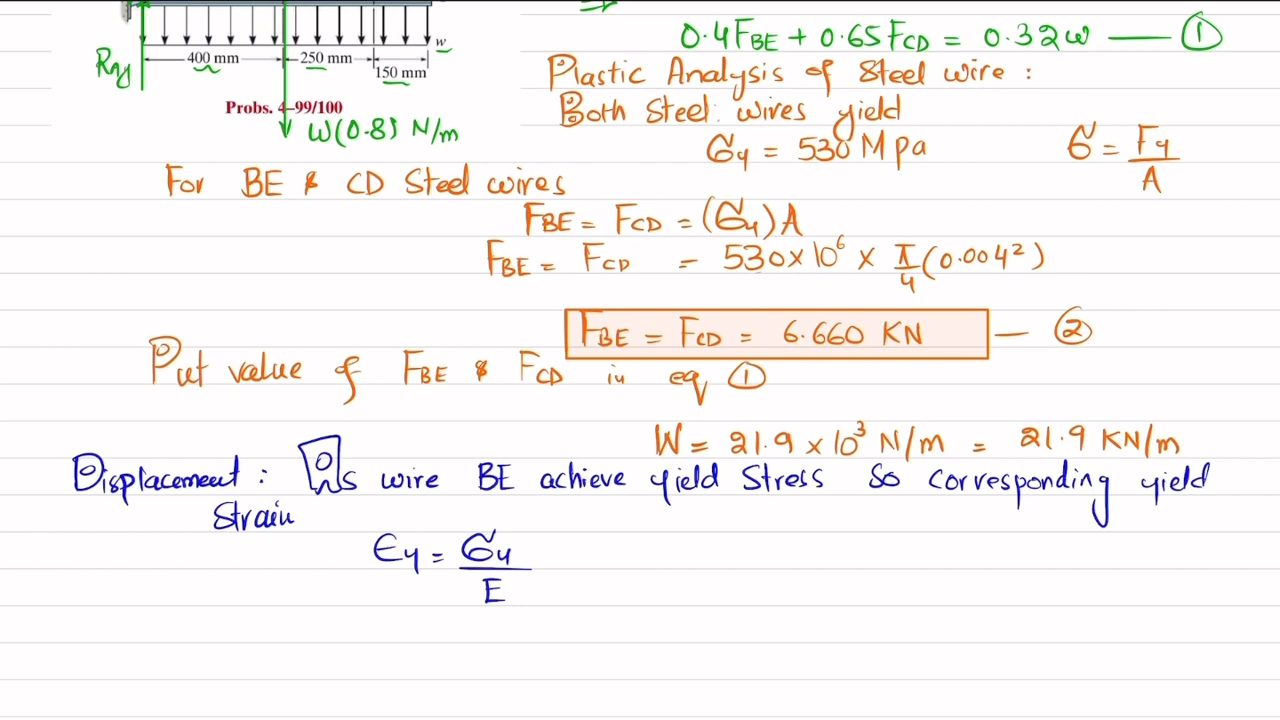 0.4FBE + 0.65FCD = 0.32w — ①
w
RAy
400 mm 250 mm
150 mm
Plastic Analysis of Steel wire :
Probs. 4–99/100
Both Steel wires yield
w(0.8) N/m
σy = 530 Mpa
σ = Fy/A
For BE & CD Steel wires
FBE = FCD = (σy)A
FBE = FCD = 530×10⁶ × π/4(0.004²)
FBE = FCD = 6.660 KN — ②
Put value of FBE & FCD in eq ①
W = 21.9 ×10³ N/m = 21.9 KN/m
Displacement : As wire BE achieve yield Stress so corresponding yield
Strain
ϵy = σy/E